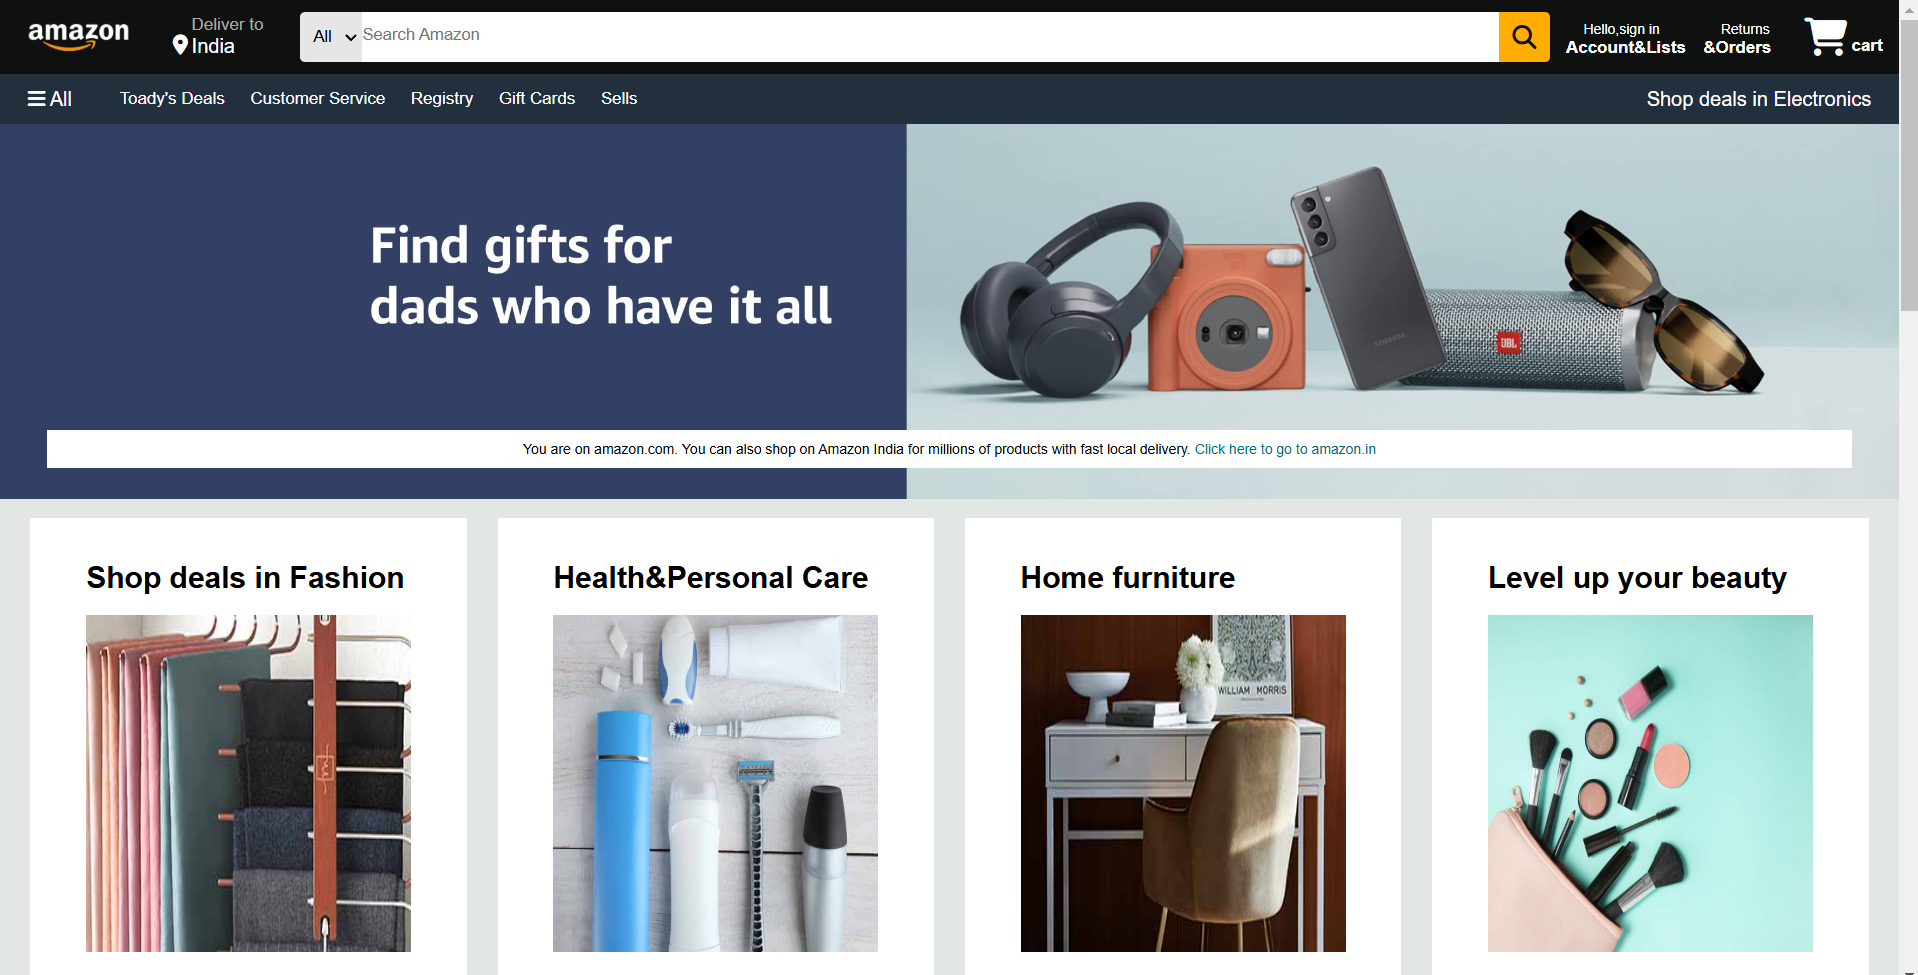 amazon
Deliver to
India
All
Search Amazon
Hello,sign in
Account&Lists
Returns
&Orders
cart
All
Toady's Deals
Customer Service
Registry
Gift Cards
Sells
Shop deals in Electronics
Find gifts for
dads who have it all
SAMSUNG
JBL
You are on amazon.com. You can also shop on Amazon India for millions of products with fast local delivery. Click here to go to amazon.in
Shop deals in Fashion
Health&Personal Care
Home furniture
Level up your beauty
WILLIAM MORRIS